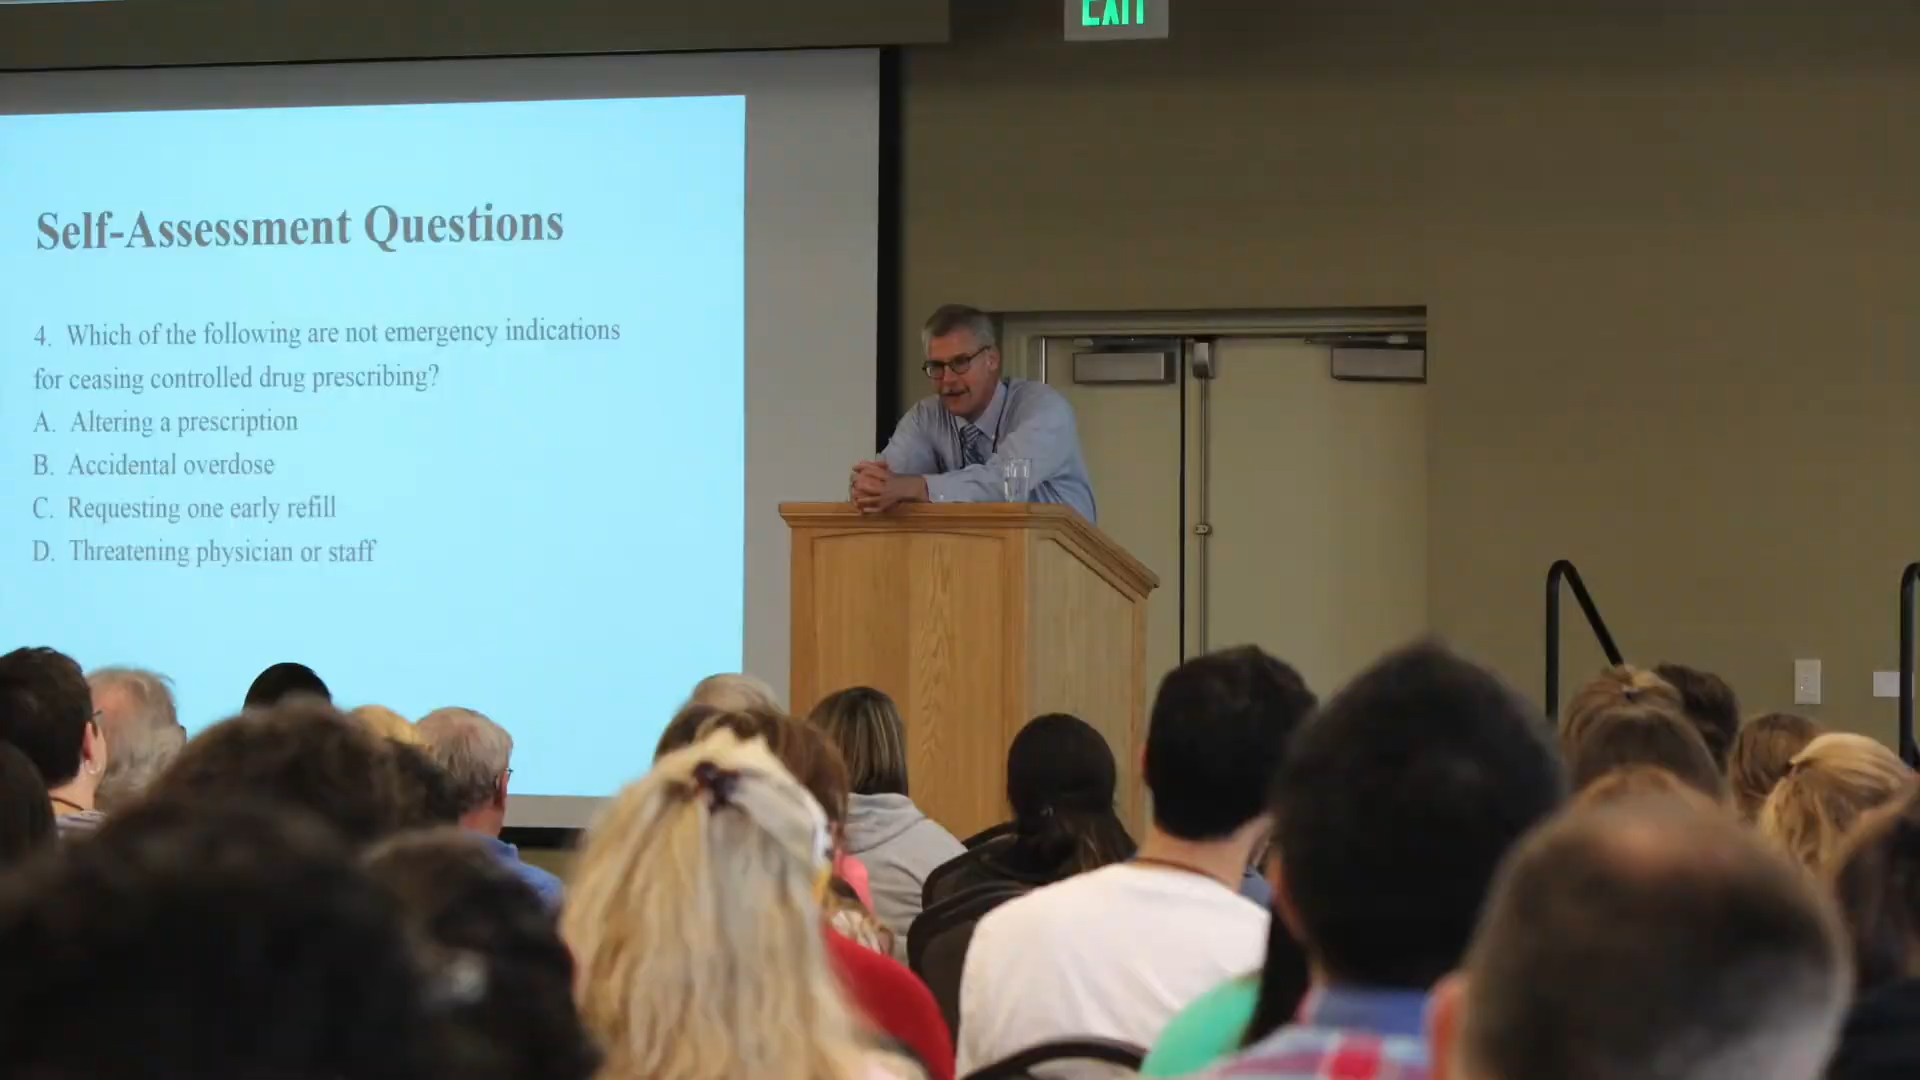 EXIT
Self-Assessment Questions
4. Which of the following are not emergency indications
for ceasing controlled drug prescribing?
A. Altering a prescription
B. Accidental overdose
C. Requesting one early refill
D. Threatening physician or staff